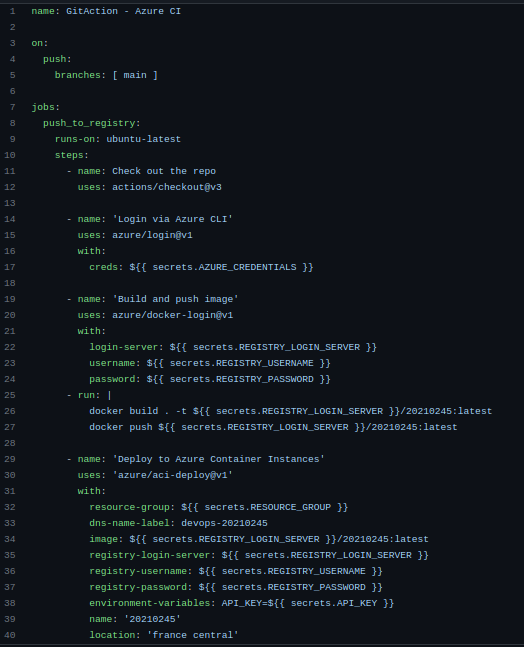 1 name: GitAction - Azure CI
2
3 on:
4   push:
5     branches: [ main ]
6
7 jobs:
8   push_to_registry:
9     runs-on: ubuntu-latest
10     steps:
11       - name: Check out the repo
12         uses: actions/checkout@v3
13
14       - name: 'Login via Azure CLI'
15         uses: azure/login@v1
16         with:
17           creds: ${{ secrets.AZURE_CREDENTIALS }}
18
19       - name: 'Build and push image'
20         uses: azure/docker-login@v1
21         with:
22           login-server: ${{ secrets.REGISTRY_LOGIN_SERVER }}
23           username: ${{ secrets.REGISTRY_USERNAME }}
24           password: ${{ secrets.REGISTRY_PASSWORD }}
25       - run: |
26           docker build . -t ${{ secrets.REGISTRY_LOGIN_SERVER }}/20210245:latest
27           docker push ${{ secrets.REGISTRY_LOGIN_SERVER }}/20210245:latest
28
29       - name: 'Deploy to Azure Container Instances'
30         uses: 'azure/aci-deploy@v1'
31         with:
32           resource-group: ${{ secrets.RESOURCE_GROUP }}
33           dns-name-label: devops-20210245
34           image: ${{ secrets.REGISTRY_LOGIN_SERVER }}/20210245:latest
35           registry-login-server: ${{ secrets.REGISTRY_LOGIN_SERVER }}
36           registry-username: ${{ secrets.REGISTRY_USERNAME }}
37           registry-password: ${{ secrets.REGISTRY_PASSWORD }}
38           environment-variables: API_KEY=${{ secrets.API_KEY }}
39           name: '20210245'
40           location: 'france central'